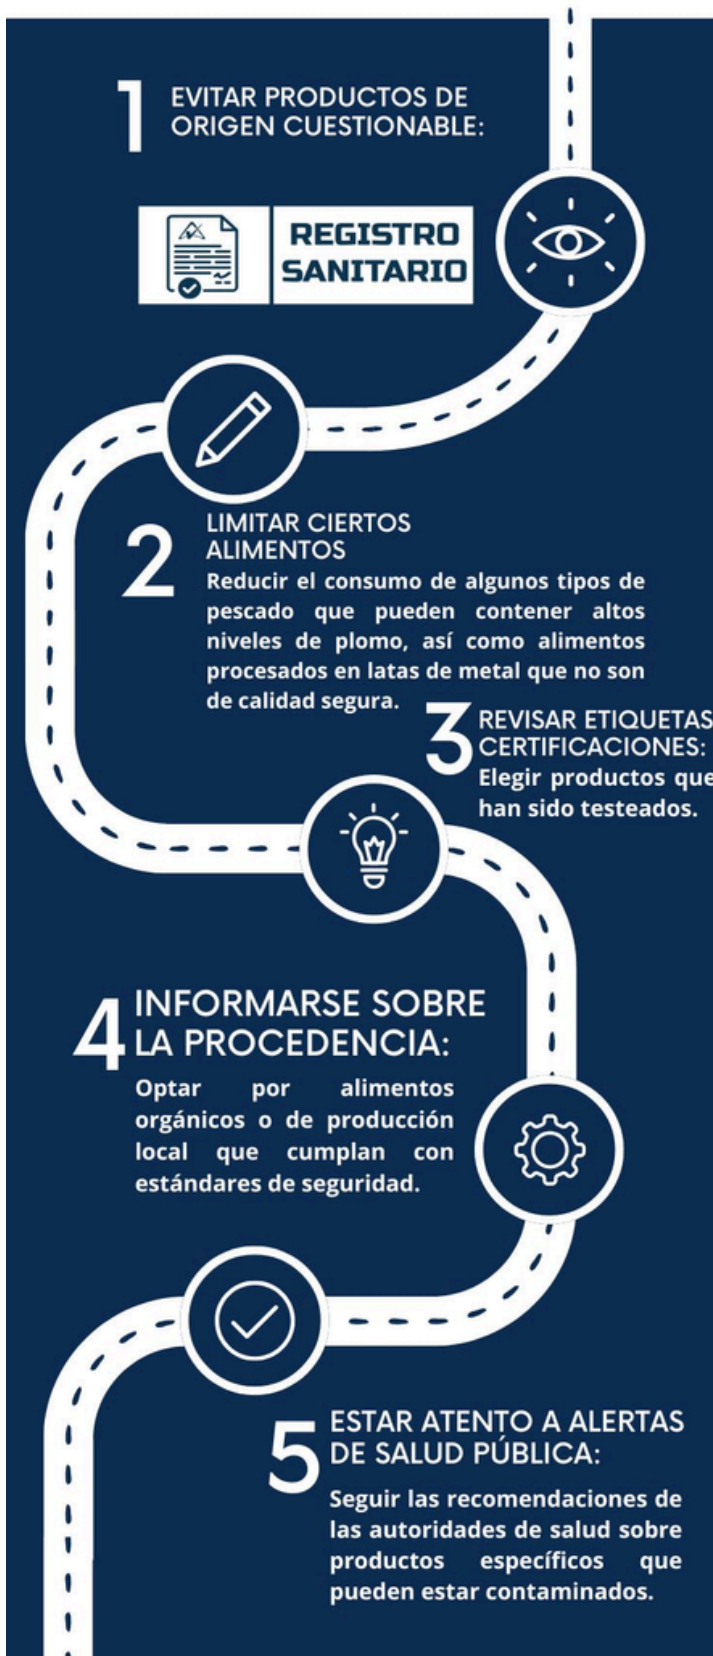 1
EVITAR PRODUCTOS DE
ORIGEN CUESTIONABLE:
REGISTRO
SANITARIO
2
LIMITAR CIERTOS
ALIMENTOS
Reducir el consumo de algunos tipos de
pescado que pueden contener altos
niveles de plomo, así como alimentos
procesados en latas de metal que no son
de calidad segura.
3
REVISAR ETIQUETAS
CERTIFICACIONES:
Elegir productos que
han sido testeados.
4
INFORMARSE SOBRE
LA PROCEDENCIA:
Optar por alimentos
orgánicos o de producción
local que cumplan con
estándares de seguridad.
5
ESTAR ATENTO A ALERTAS
DE SALUD PÚBLICA:
Seguir las recomendaciones de
las autoridades de salud sobre
productos específicos que
pueden estar contaminados.